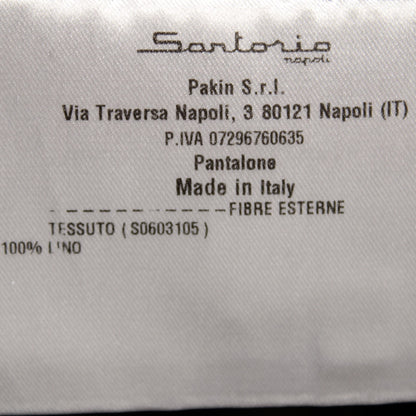 Sartorio
napoli
Pakin S.r.l.
Via Traversa Napoli, 3 80121 Napoli (IT)
P.IVA 07296760635
Pantalone
Made in Italy
- - - - - - - - - - - - -FIBRE ESTERNE
TESSUTO ( S0603105 )
100% LINO